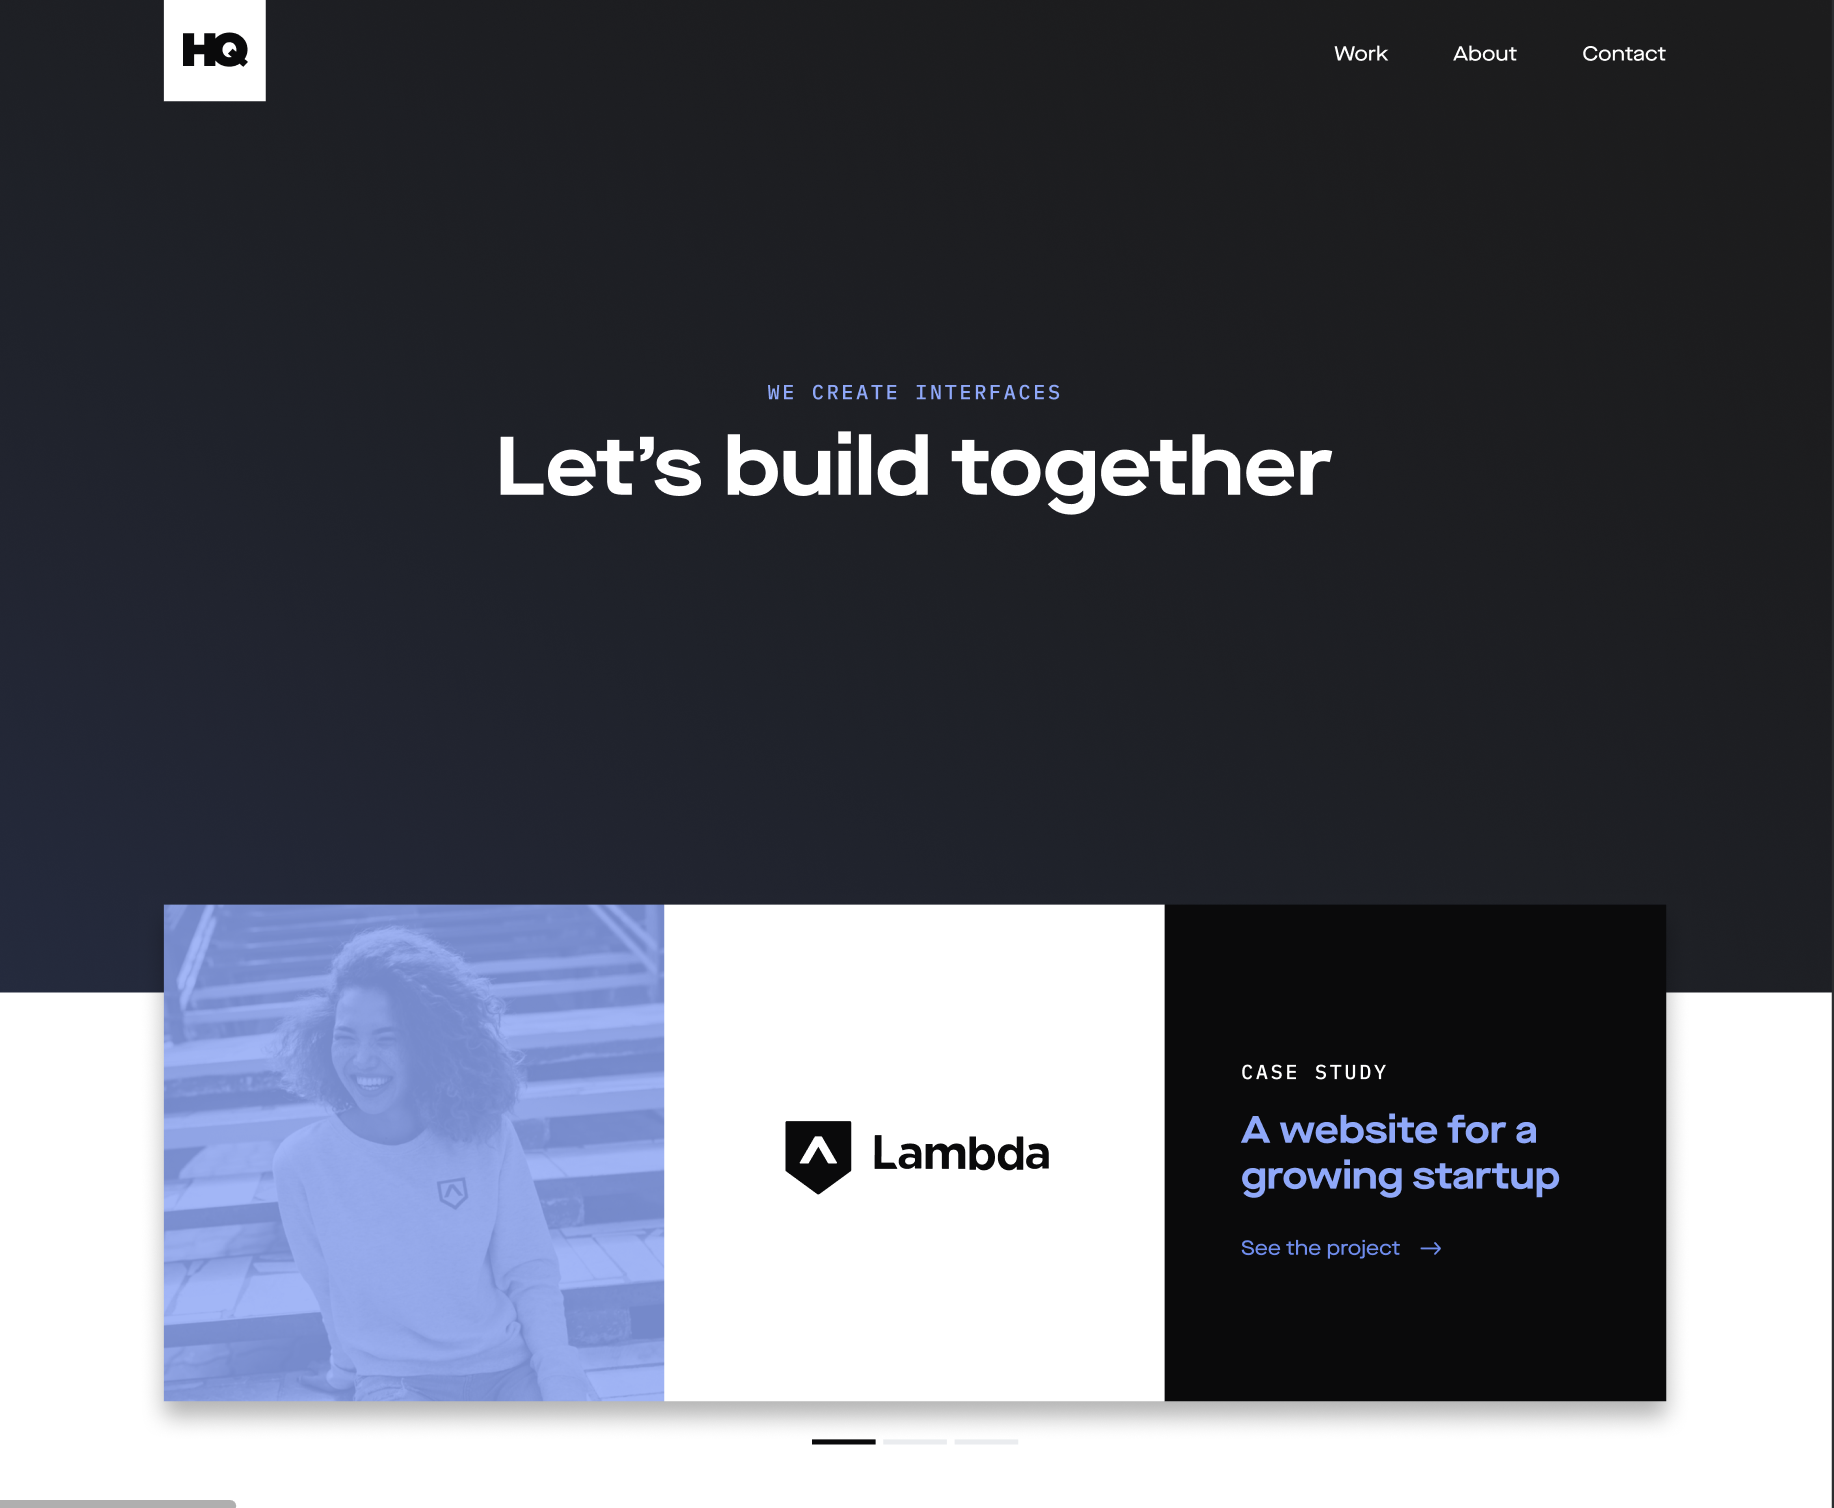 HQ
Work
About
Contact
WE CREATE INTERFACES
Let’s build together
Lambda
CASE STUDY
A website for a
growing startup
See the project →